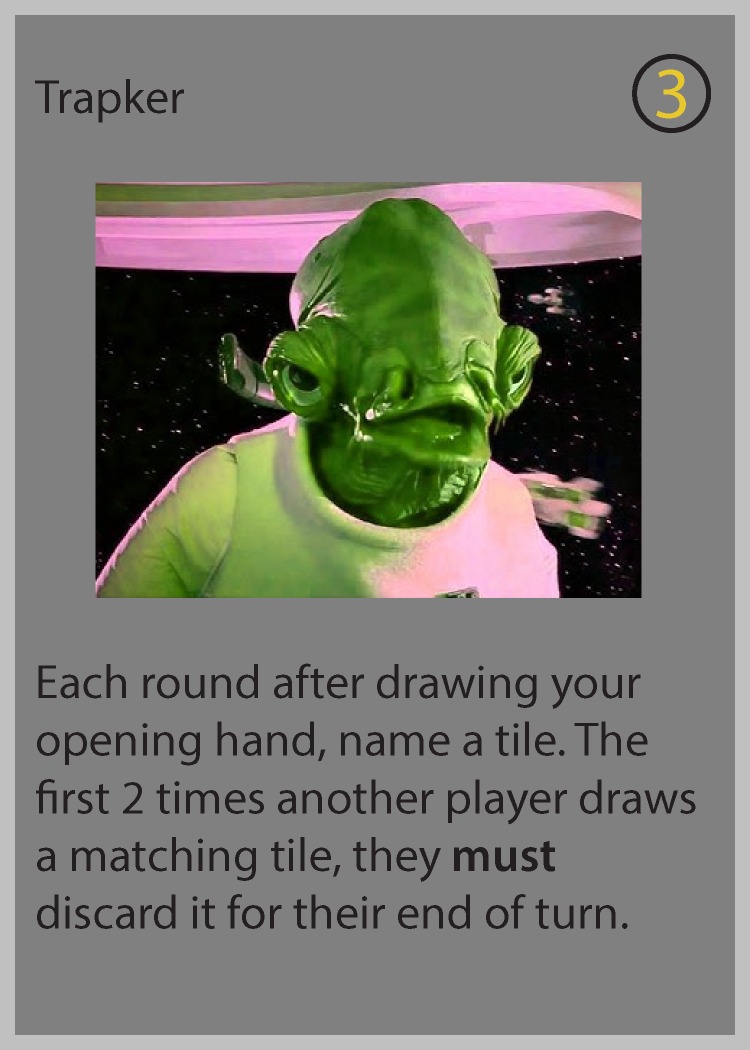 Trapker
3
Each round after drawing your
opening hand, name a tile. The
first 2 times another player draws
a matching tile, they must
discard it for their end of turn.